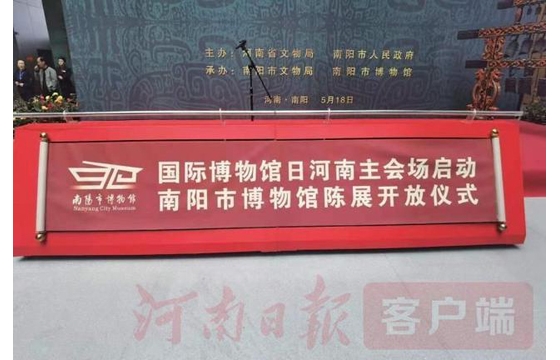 主办：河南省文物局 南阳市人民政府
承办：南阳市文物局 南阳市博物馆
河南·南阳 5月18日
国际博物馆日河南主会场启动
南阳市博物馆陈展开放仪式
南阳市博物馆
Nanyang City Museum
河南日报 客户端